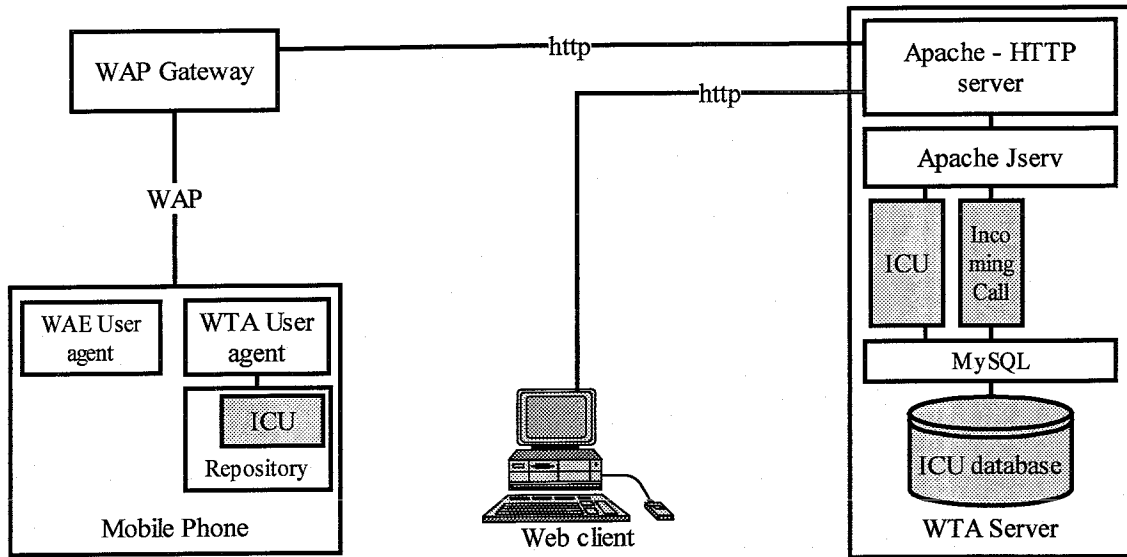 WAP Gateway
http
Apache - HTTP
server
http
Apache Jserv
WAP
ICU
Inco
ming
Call
WAE User
agent
WTA User
agent
MySQL
ICU
Repository
ICU database
Mobile Phone
Web client
WTA Server